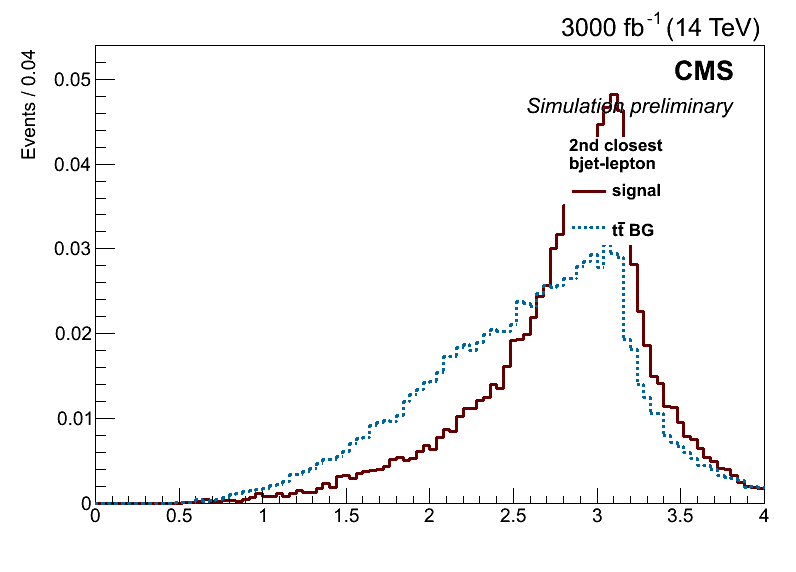 3000 fb⁻¹ (14 TeV)
CMS
Simulation preliminary
2nd closest
bjet-lepton
signal
tt̄ BG
Events / 0.04
0.05
0.04
0.03
0.02
0.01
0
0 0.5 1 1.5 2 2.5 3 3.5 4